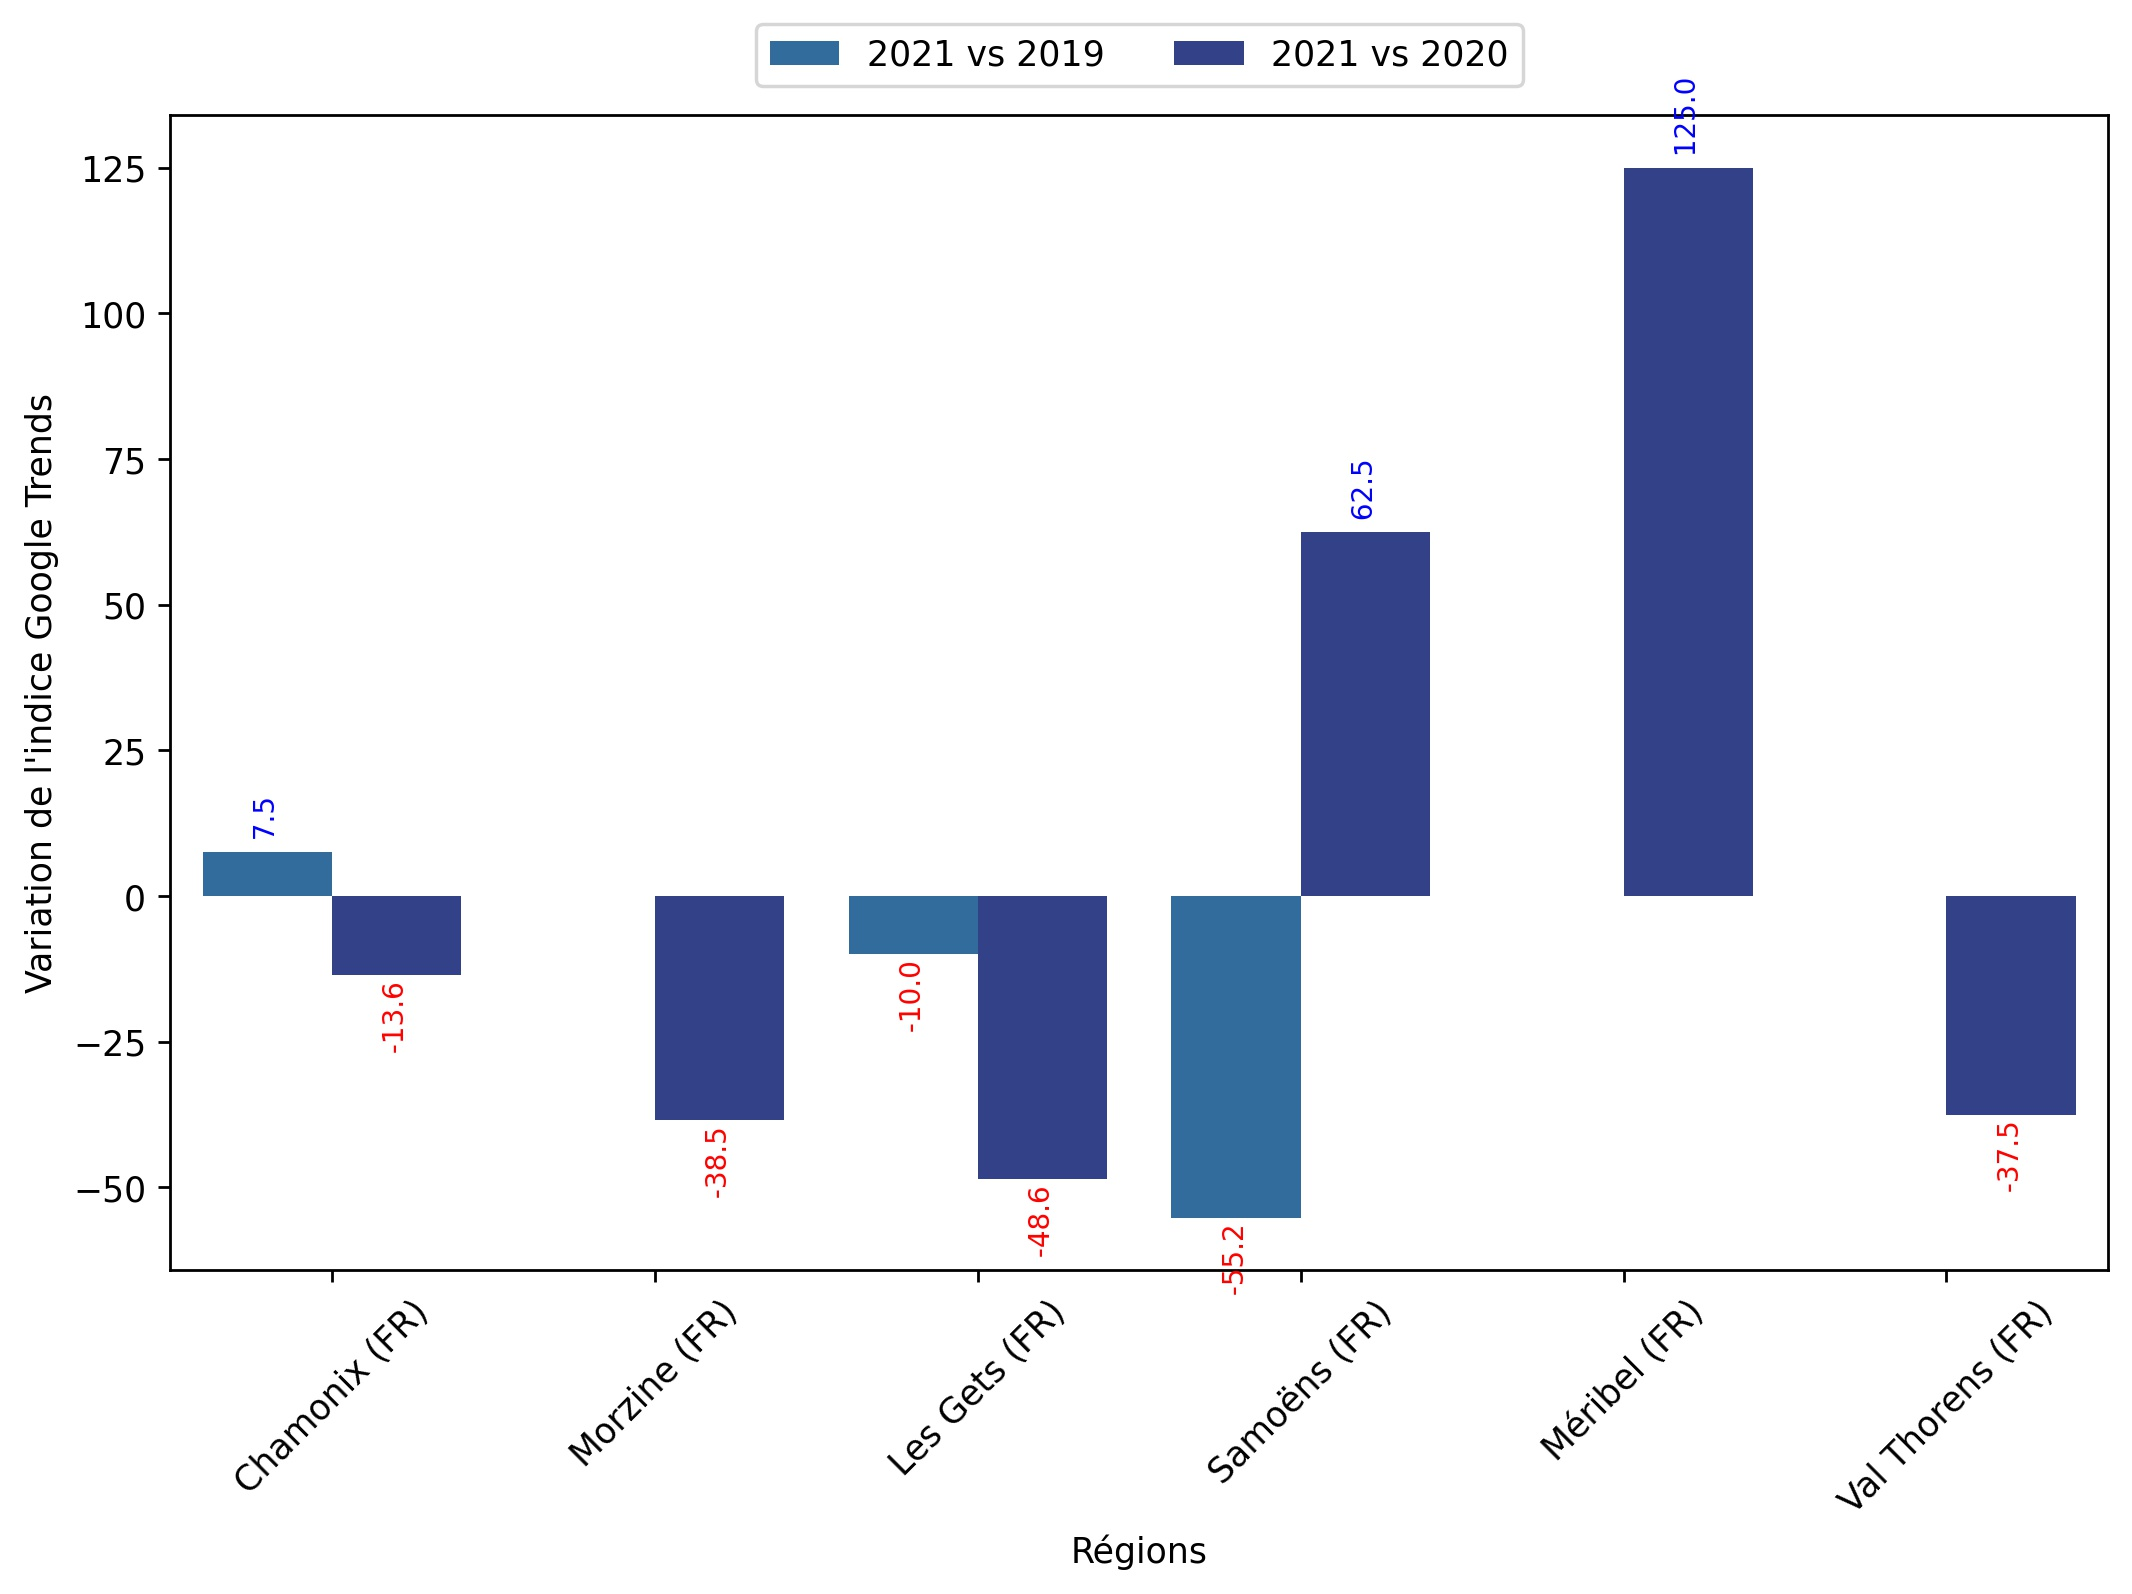 2021 vs 2019
2021 vs 2020
Variation de l'indice Google Trends
125
100
75
50
25
0
−25
−50
7.5
-13.6
-38.5
-10.0
-48.6
-55.2
62.5
125.0
-37.5
Chamonix (FR)
Morzine (FR)
Les Gets (FR)
Samoëns (FR)
Méribel (FR)
Val Thorens (FR)
Régions